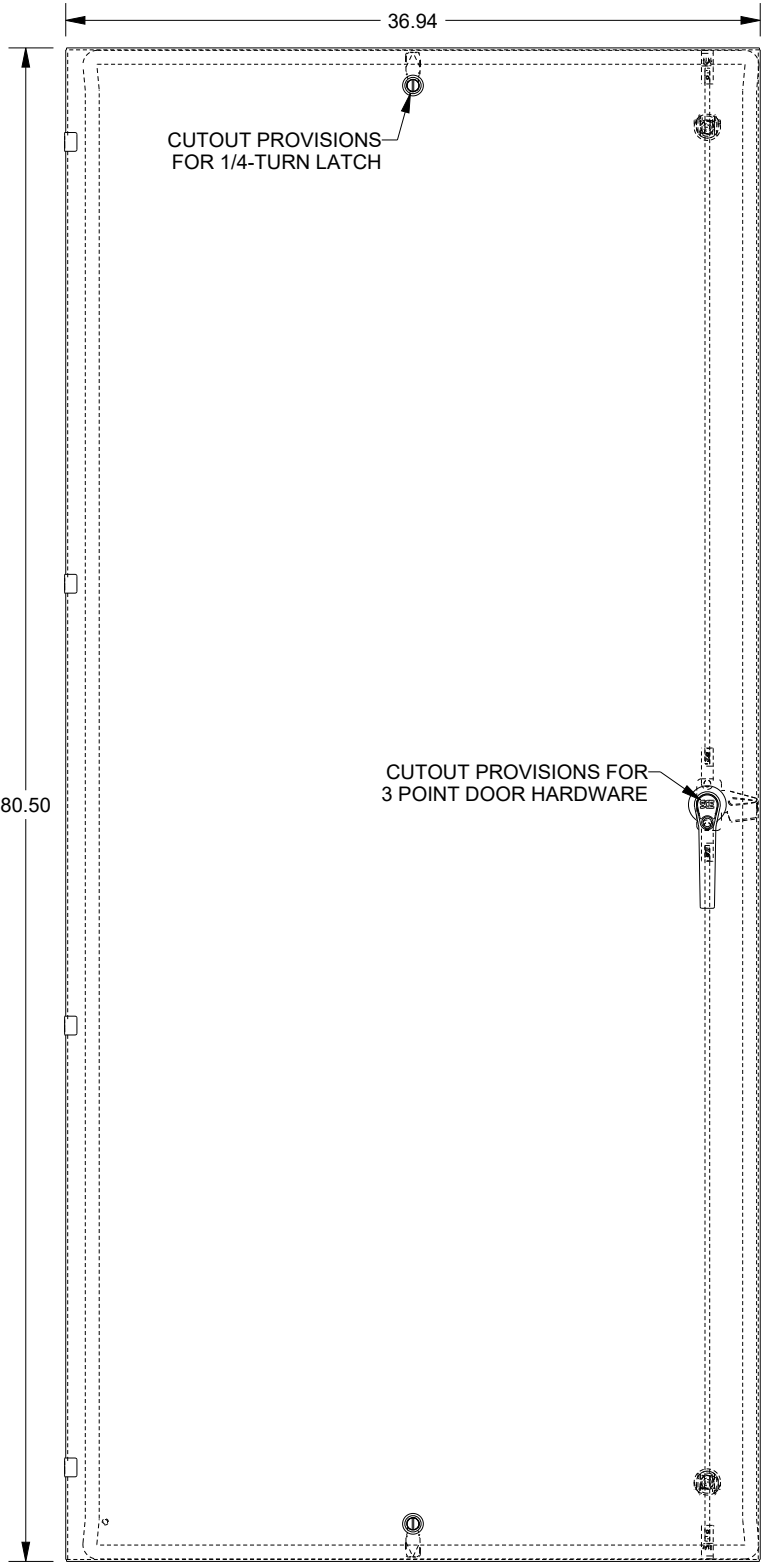 36.94
CUTOUT PROVISIONS
FOR 1/4-TURN LATCH
CUTOUT PROVISIONS FOR
3 POINT DOOR HARDWARE
80.50